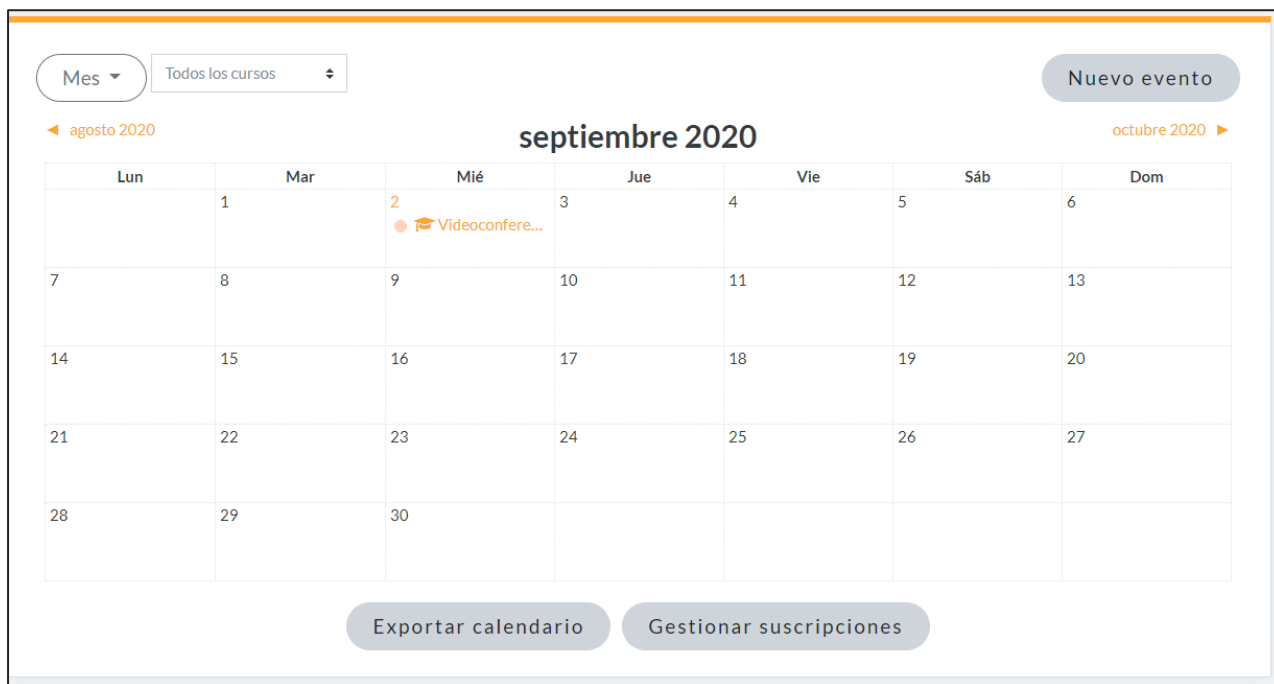 Mes Todos los cursos Nuevo evento
agosto 2020 septiembre 2020 octubre 2020
Lun Mar Mié Jue Vie Sáb Dom
1 2 3 4 5 6
Videoconfere...
7 8 9 10 11 12 13
14 15 16 17 18 19 20
21 22 23 24 25 26 27
28 29 30
Exportar calendario Gestionar suscripciones